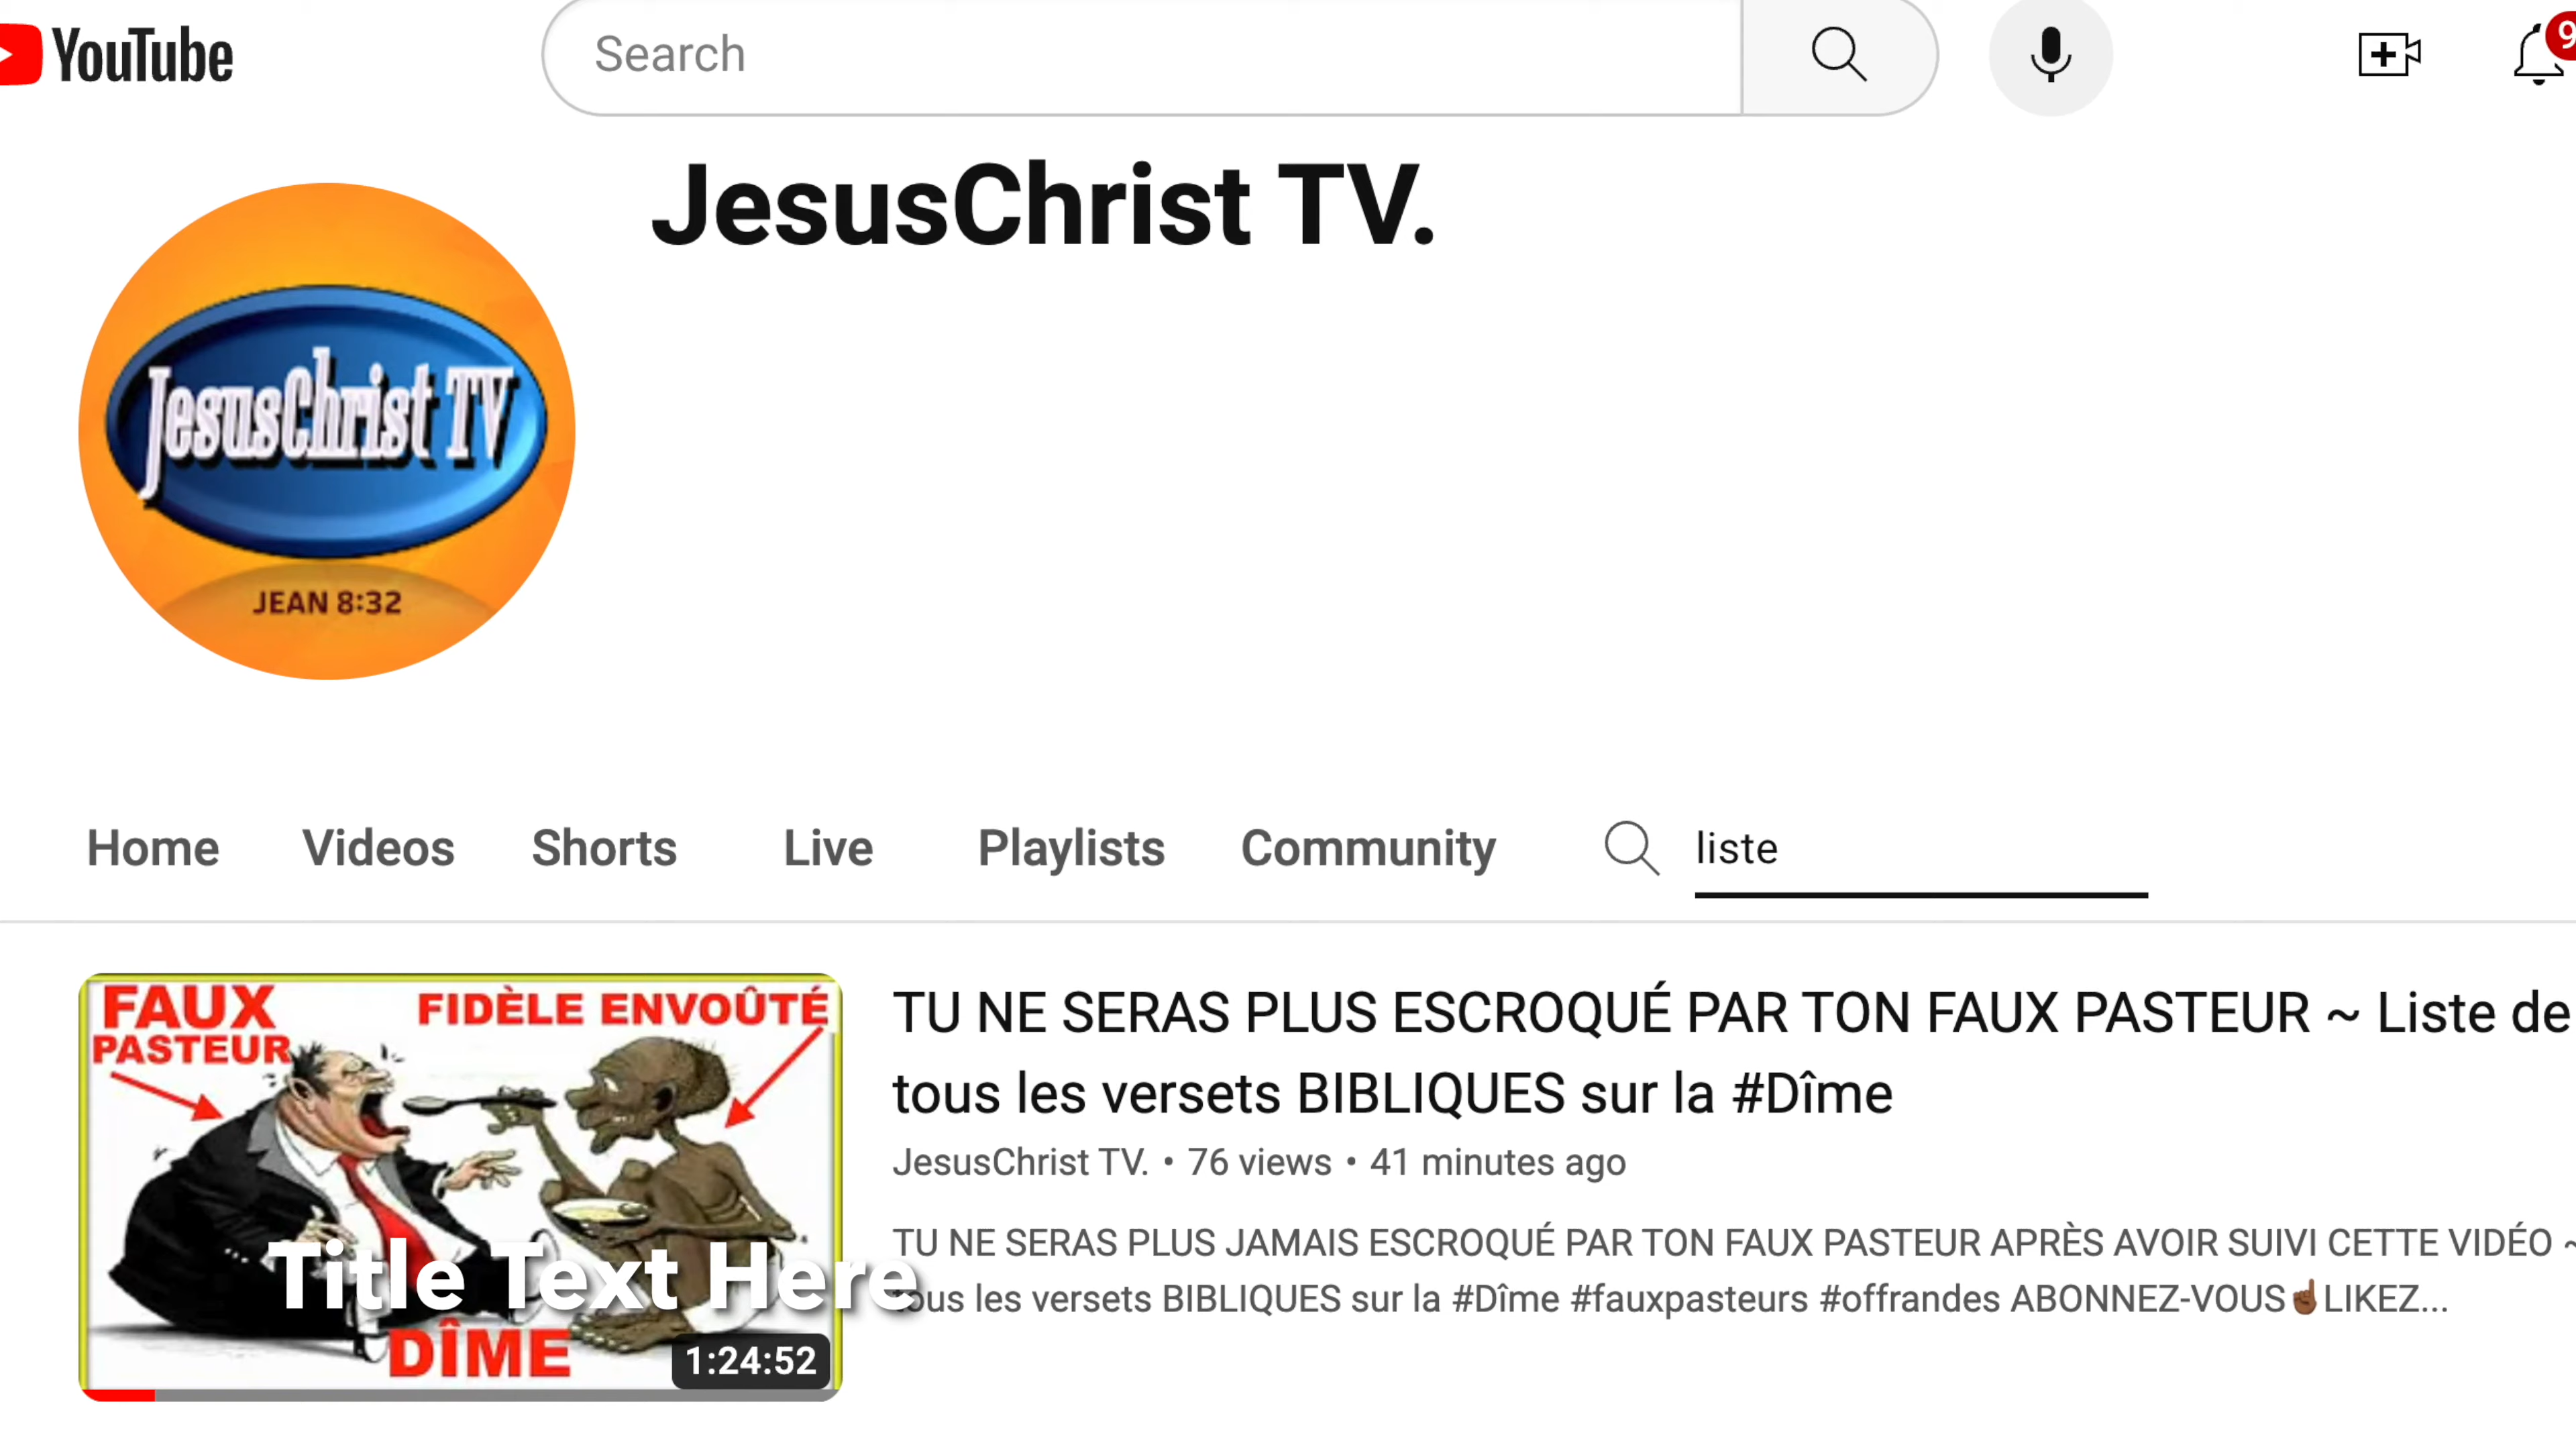 YouTube
Search
9
JesusChrist TV.
JesusChrist TV
JEAN 8:32
Home Videos Shorts Live Playlists Community liste
FAUX
PASTEUR
FIDÈLE ENVOÛTÉ
Title Text Here
DÎME
1:24:52
TU NE SERAS PLUS ESCROQUÉ PAR TON FAUX PASTEUR ~ Liste de
tous les versets BIBLIQUES sur la #Dîme
JesusChrist TV. • 76 views • 41 minutes ago
TU NE SERAS PLUS JAMAIS ESCROQUÉ PAR TON FAUX PASTEUR APRÈS AVOIR SUIVI CETTE VIDÉO ~
tous les versets BIBLIQUES sur la #Dîme #fauxpasteurs #offrandes ABONNEZ-VOUS☝🏾LIKEZ...